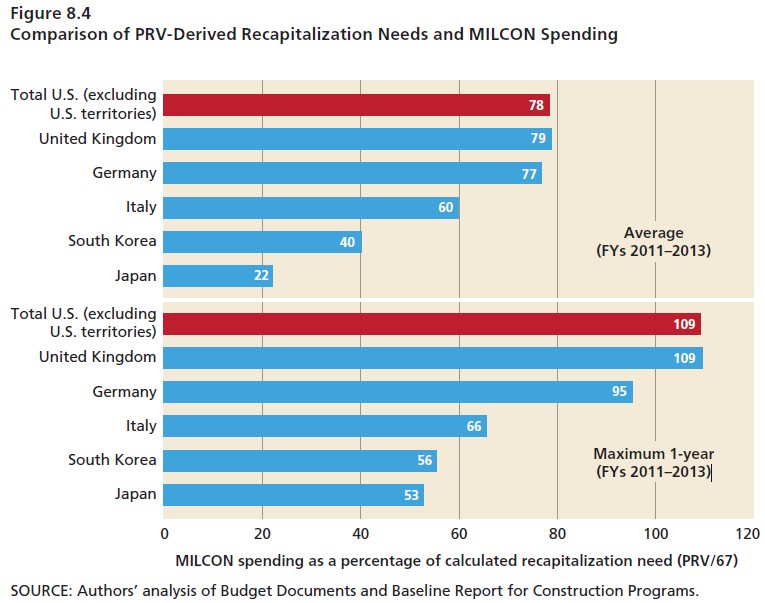 Figure 8.4
Comparison of PRV-Derived Recapitalization Needs and MILCON Spending
Total U.S. (excluding
U.S. territories)
78
United Kingdom
79
Germany
77
Italy
60
South Korea
40
Japan
22
Average
(FYs 2011–2013)
Total U.S. (excluding
U.S. territories)
109
United Kingdom
109
Germany
95
Italy
66
South Korea
56
Japan
53
Maximum 1-year
(FYs 2011–2013)
0 20 40 60 80 100 120
MILCON spending as a percentage of calculated recapitalization need (PRV/67)
SOURCE: Authors’ analysis of Budget Documents and Baseline Report for Construction Programs.